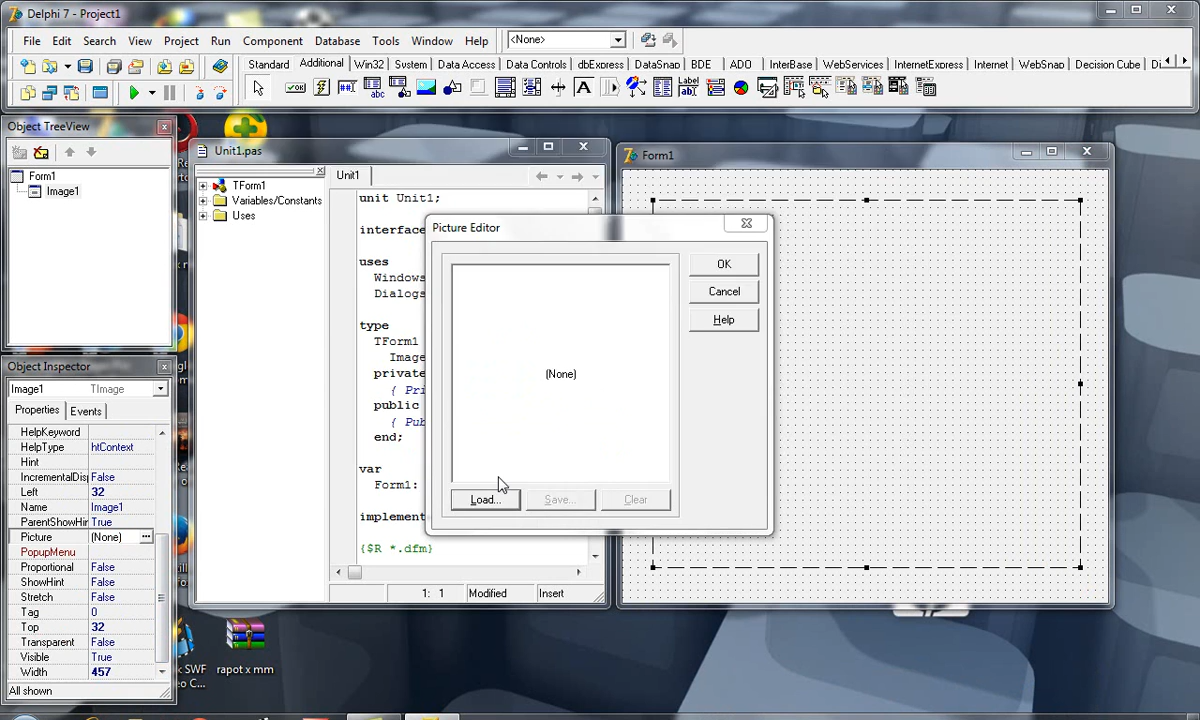 Delphi 7 - Project1
File Edit Search View Project Run Component Database Tools Window Help <None>
Standard Additional Win32 System Data Access Data Controls dbExpress DataSnap BDE ADO InterBase WebServices InternetExpress Internet WebSnap Decision Cube
Object TreeView
Form1
Image1
Unit1.pas
TForm1
Variables/Constants
Uses
Unit1
unit Unit1;
interface
uses
Windows
Dialogs
type
TForm1
Image
private
{ Pri
public
{ Pub
end;
var
Form1:
implement
{$R *.dfm}
1: 1 Modified Insert
Form1
Picture Editor
(None)
OK
Cancel
Help
Load... Save... Clear
Object Inspector
Image1 TImage
Properties Events
HelpKeyword
HelpType htContext
Hint
IncrementalDisp False
Left 32
Name Image1
ParentShowHin True
Picture (None) ...
PopupMenu
Proportional False
ShowHint False
Stretch False
Tag 0
Top 32
Transparent False
Visible True
Width 457
All shown
SWF
eo C...
rapot x mm